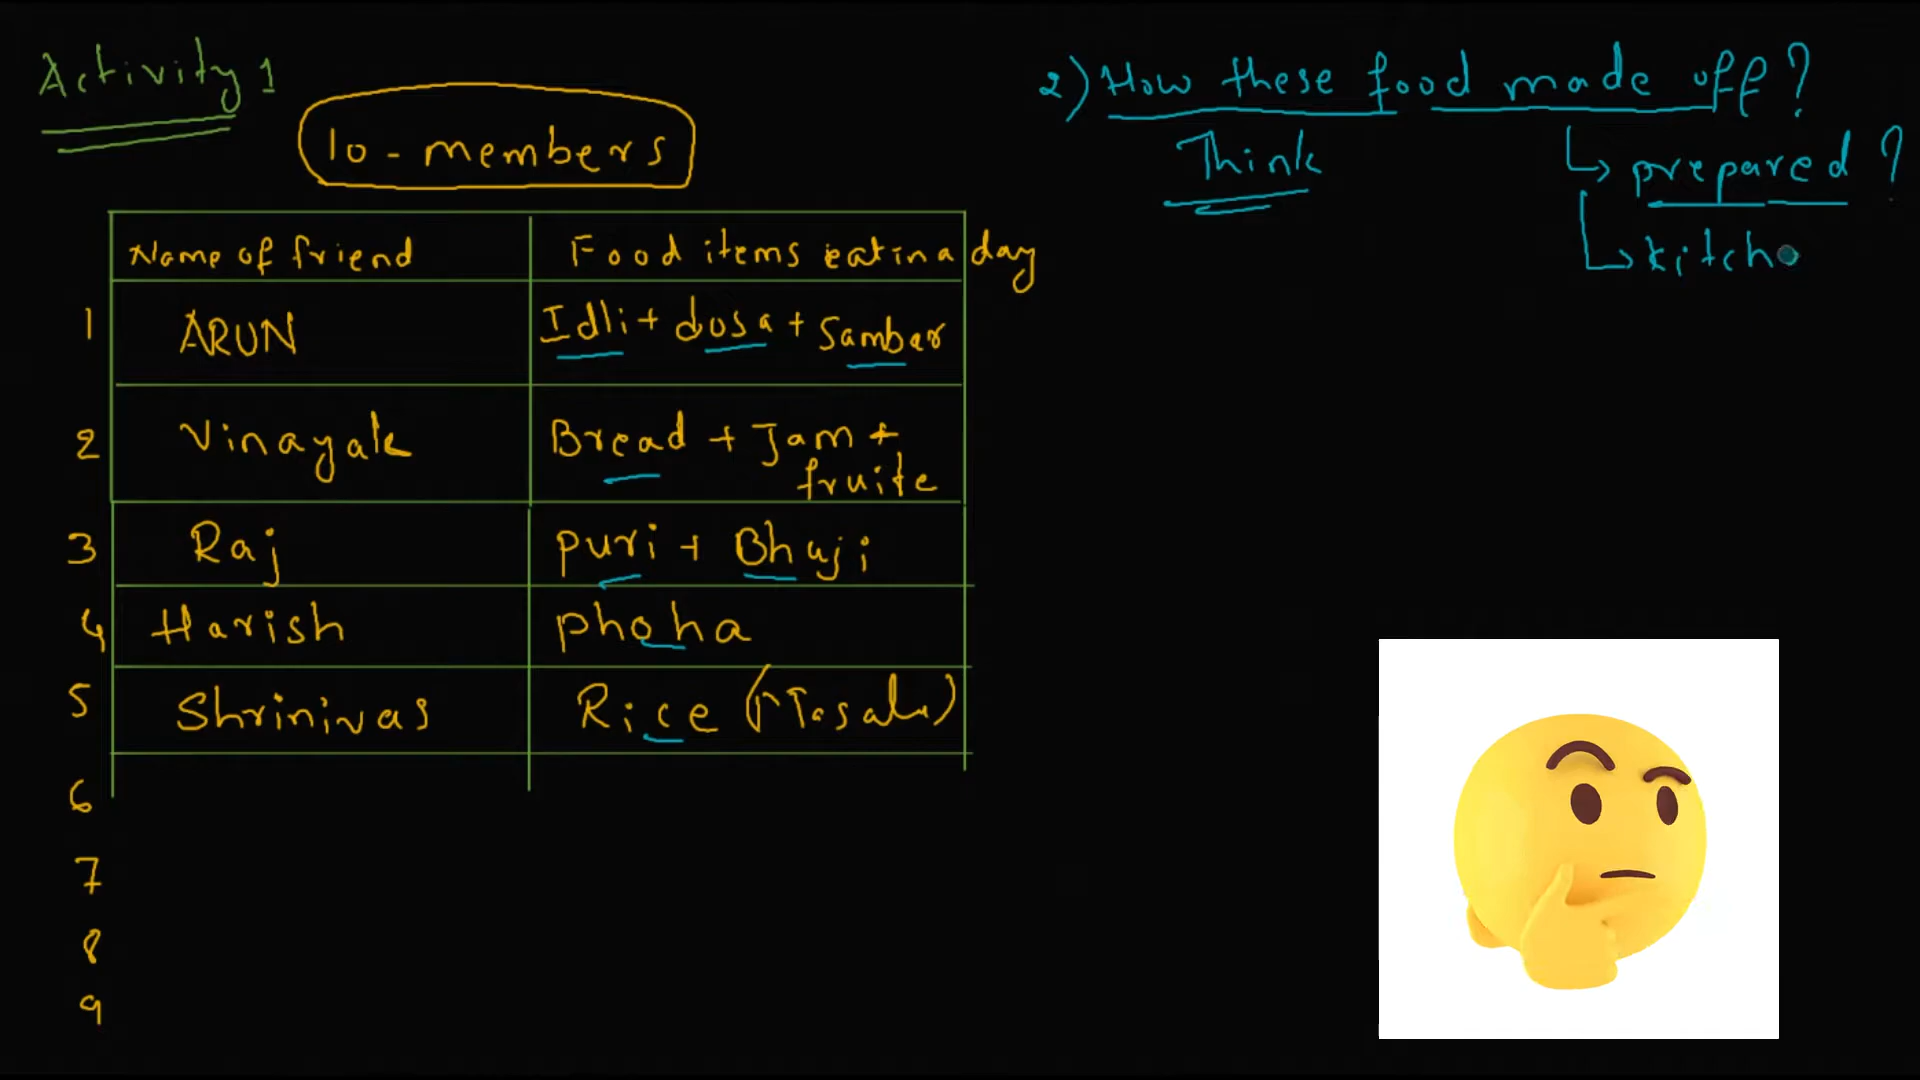 Activity 1
10 - members
Name of friend Food items eat in a day
1 ARUN Idli + dosa + Sambar
2 Vinayak Bread + Jam +
fruite
3 Raj puri + Bhaji
4 Harish phoha
5 Shrinivas Rice (Masala)
6
7
8
9
2) How these food made off?
Think
↳ prepared ?
↳ kitche